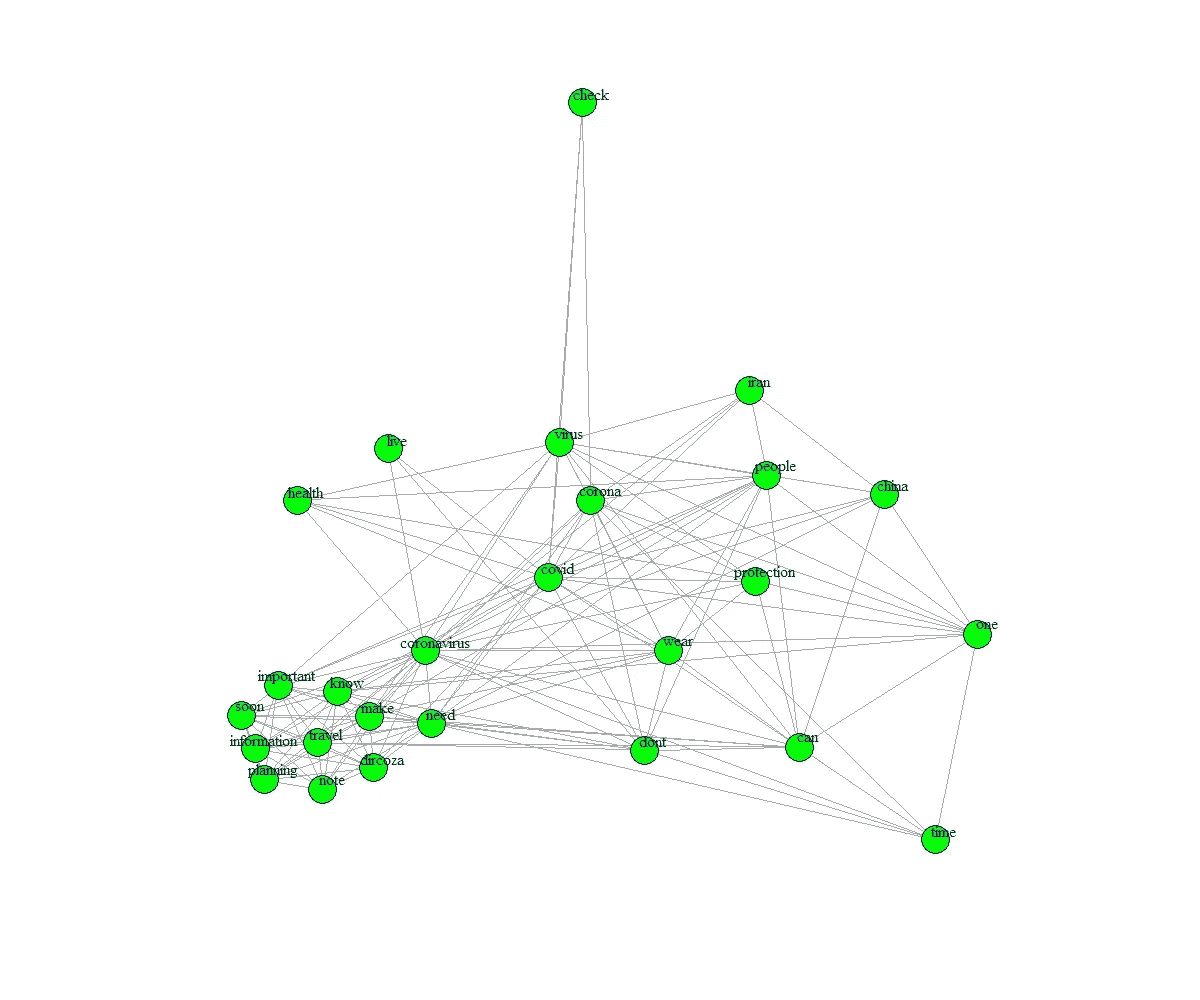 check
iran
virus
live
people
health
corona
china
covid
protection
one
coronavirus
wear
important
know
soon
make
need
information
travel
dont
can
planning
dircoza
note
time